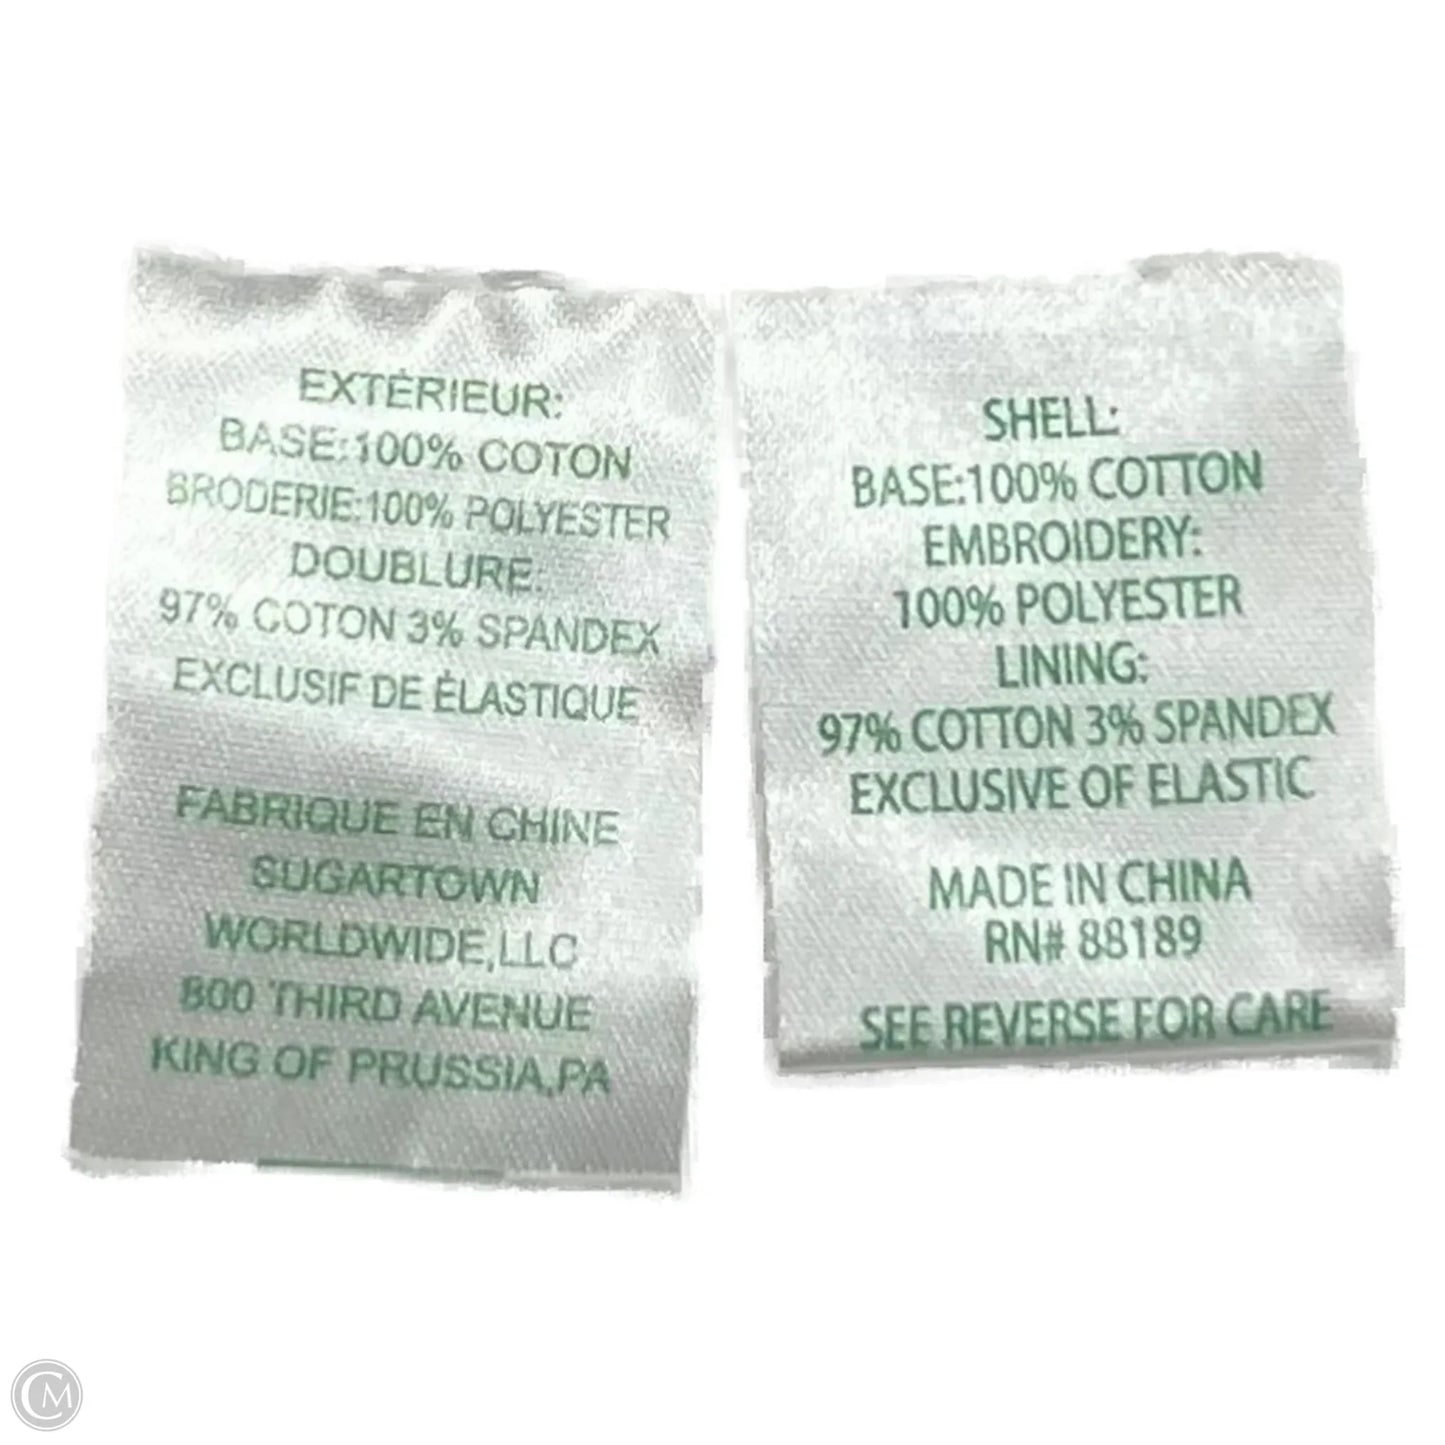 EXTÉRIEUR:
BASE:100% COTON
BRODERIE:100% POLYESTER
DOUBLURE:
97% COTON 3% SPANDEX
EXCLUSIF DE ÉLASTIQUE
FABRIQUE EN CHINE
SUGARTOWN
WORLDWIDE,LLC
800 THIRD AVENUE
KING OF PRUSSIA,PA
SHELL:
BASE:100% COTTON
EMBROIDERY:
100% POLYESTER
LINING:
97% COTTON 3% SPANDEX
EXCLUSIVE OF ELASTIC
MADE IN CHINA
RN# 88189
SEE REVERSE FOR CARE
CM